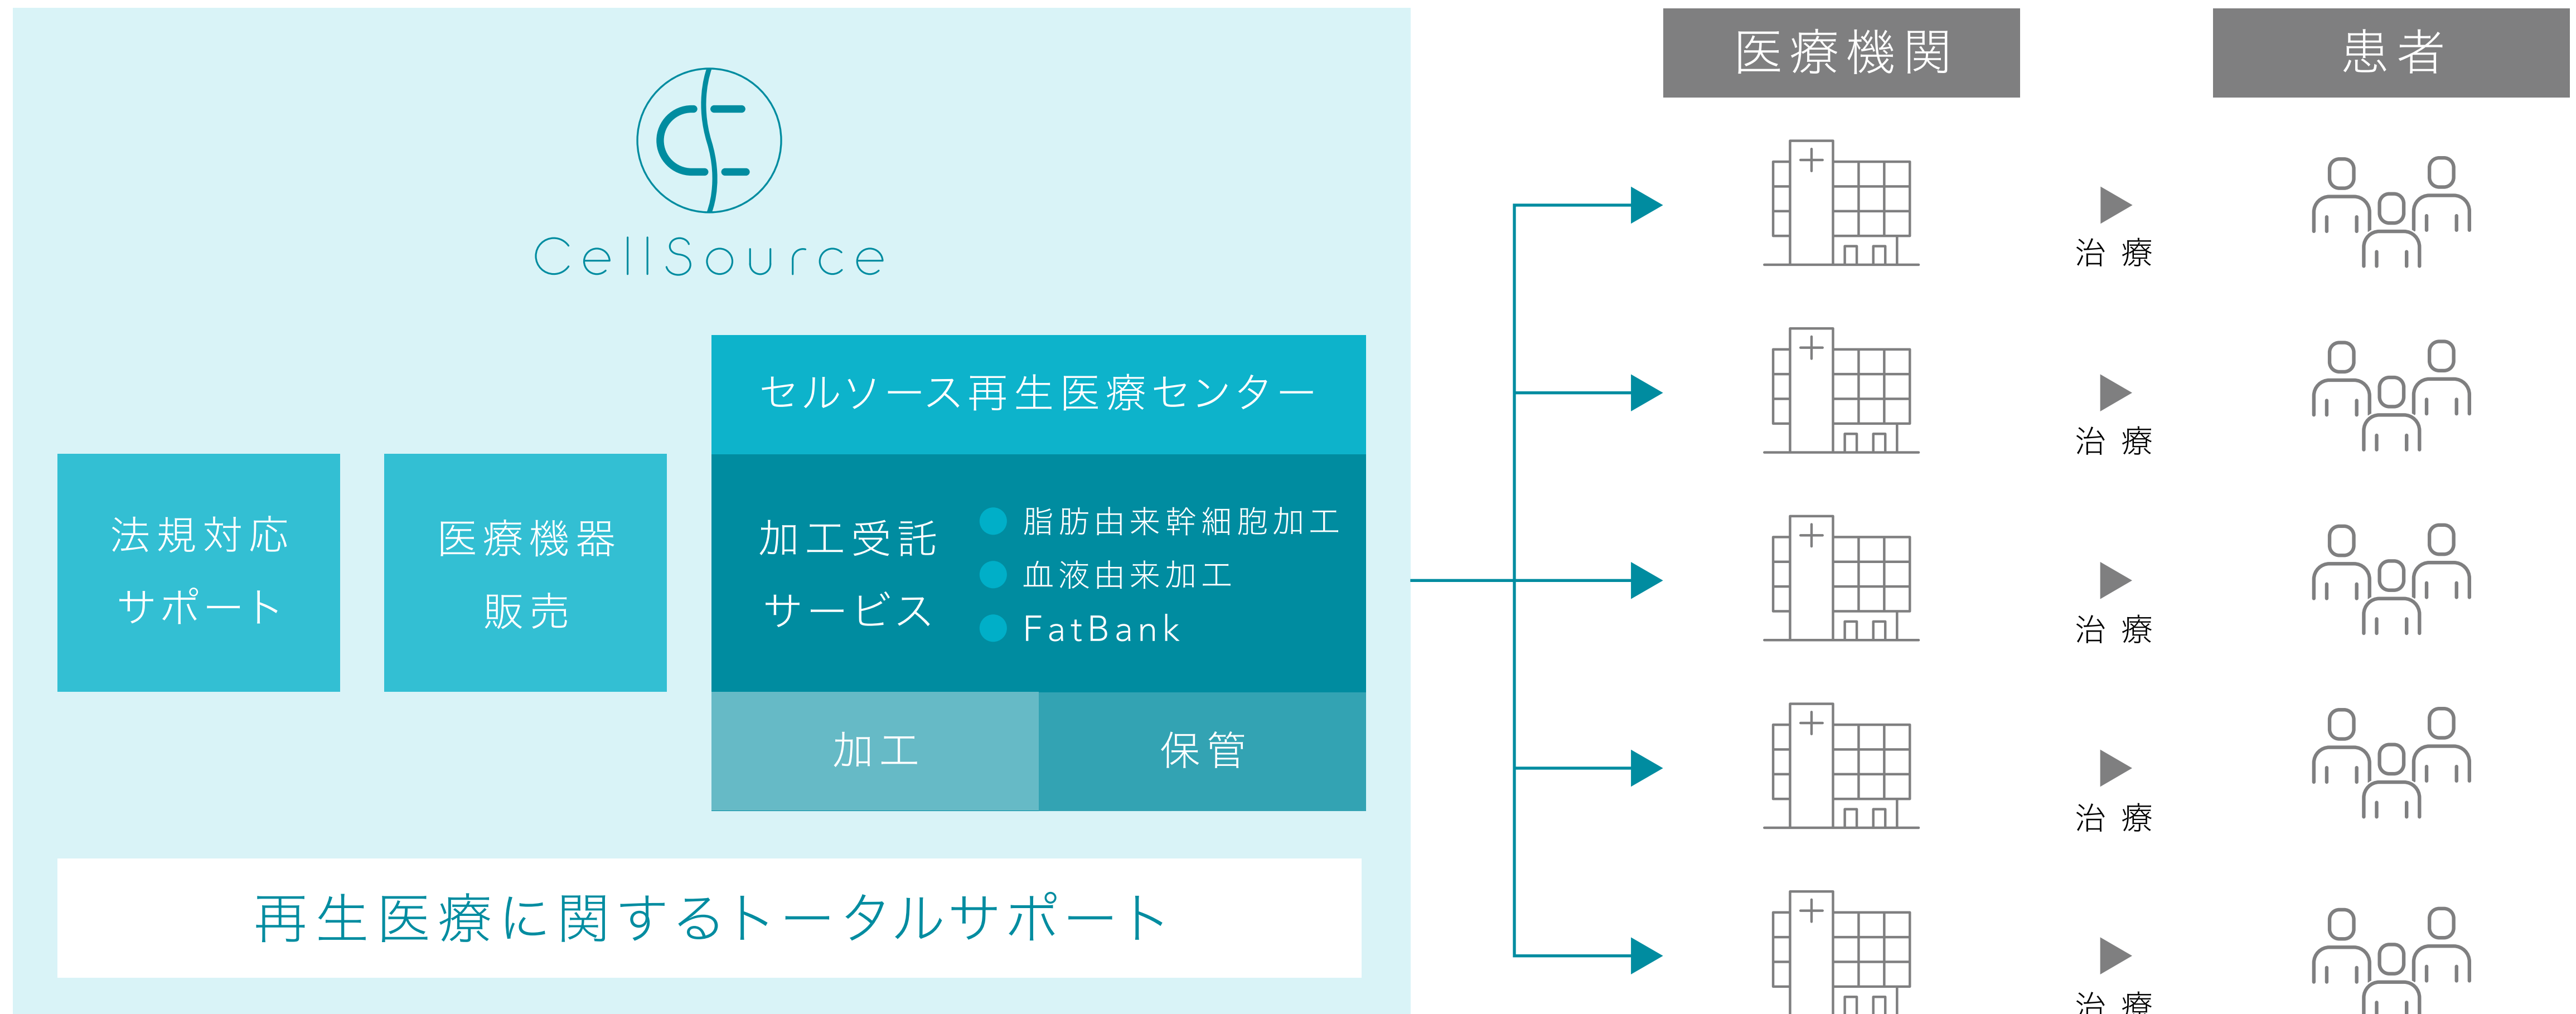 CellSource
法規対応
サポート
医療機器
販売
セルソース再生医療センター
加工受託
サービス
脂肪由来幹細胞加工
血液由来加工
FatBank
加工
保管
再生医療に関するトータルサポート
医療機関
患者
治療
治療
治療
治療
治療